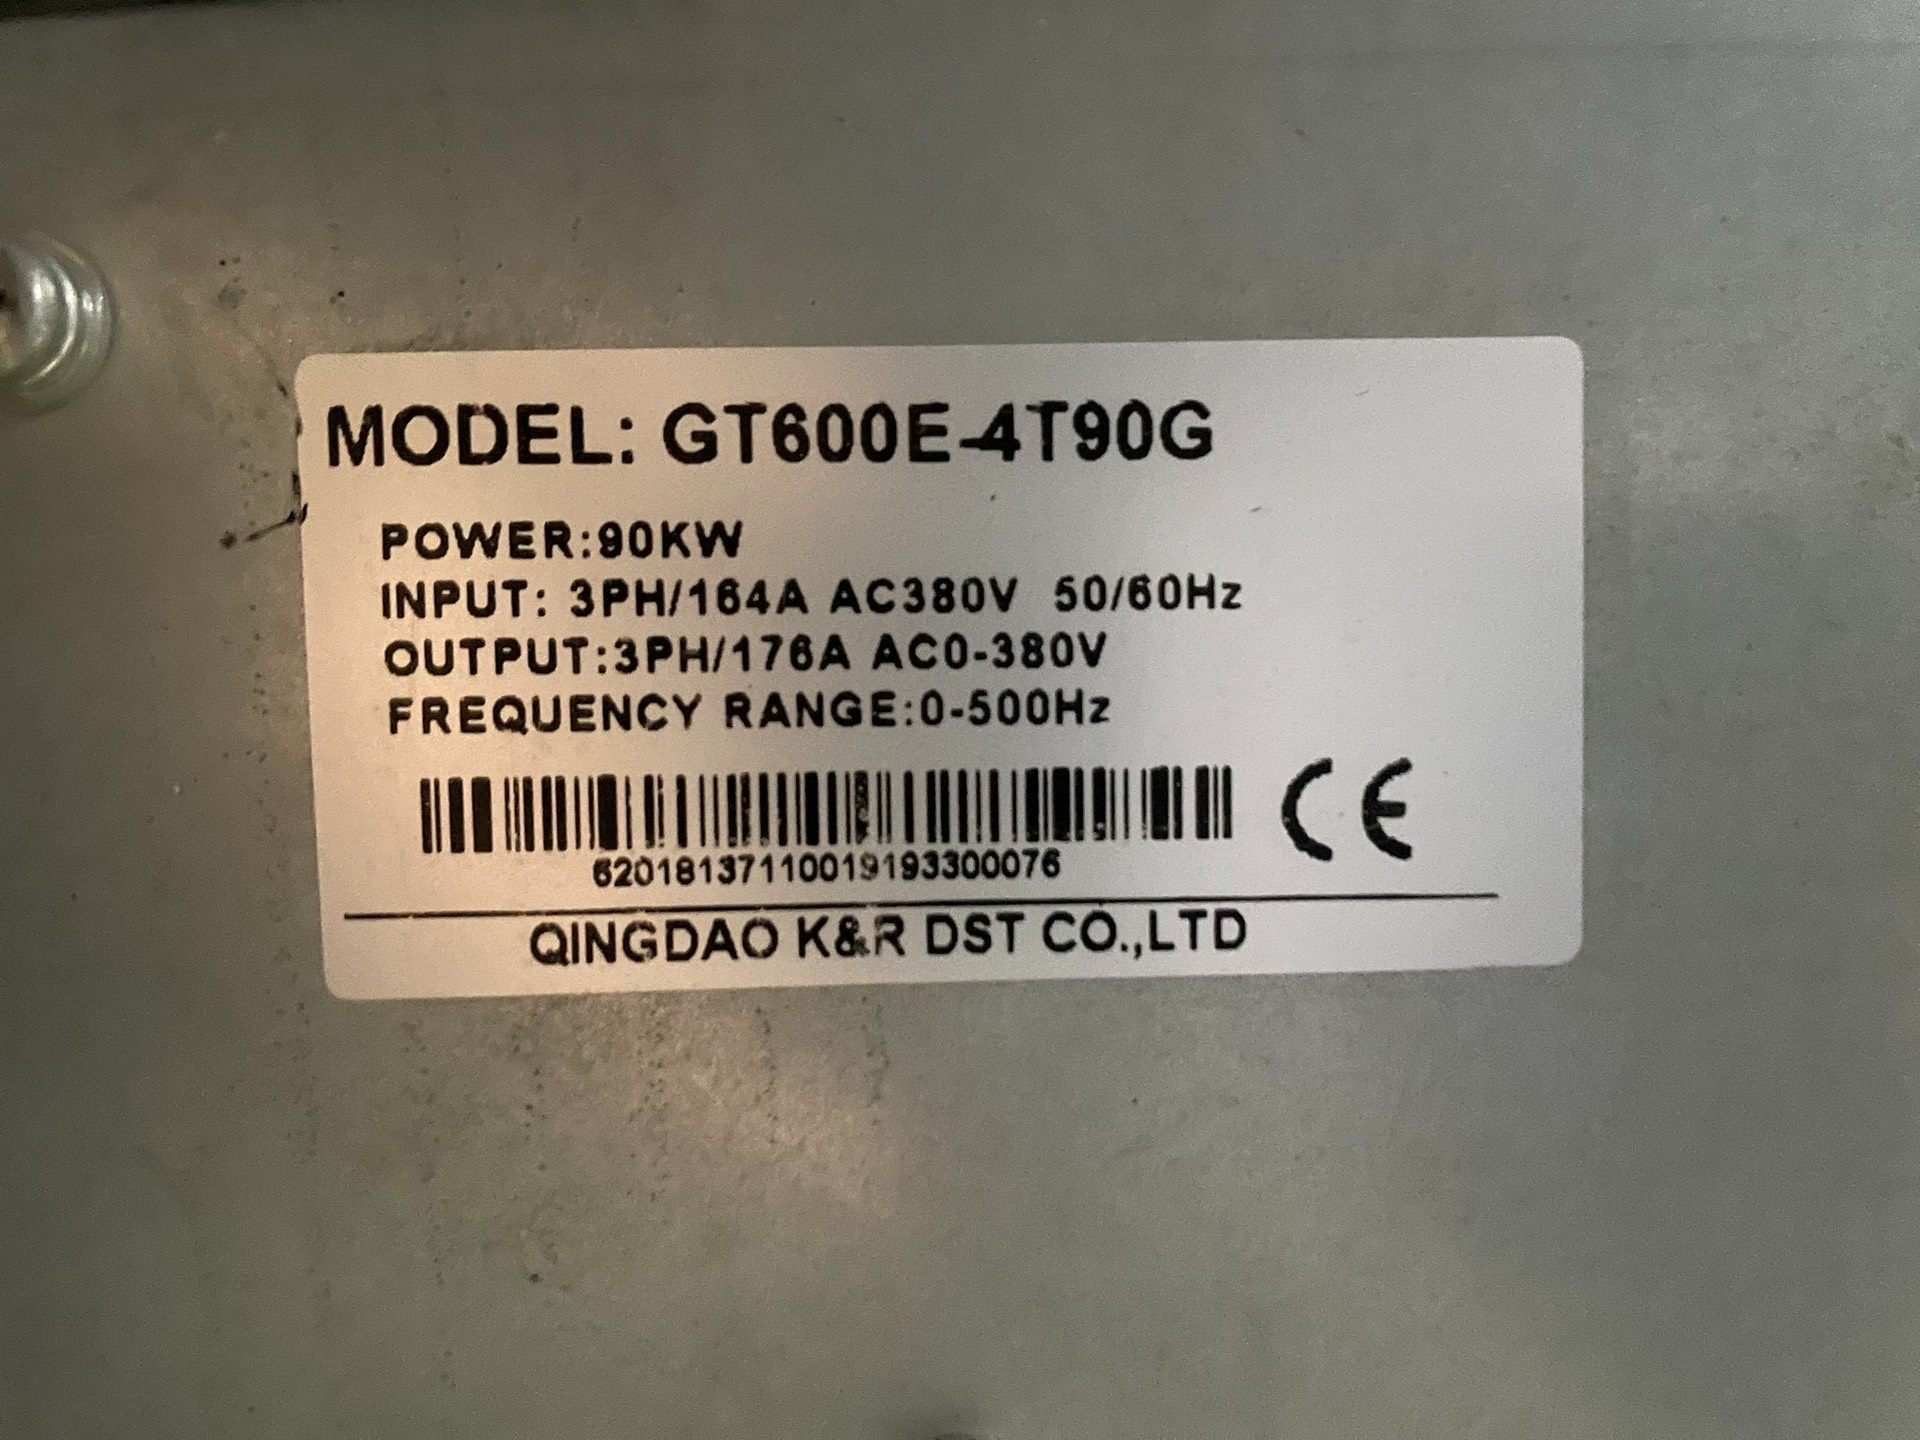 MODEL: GT600E-4T90G
POWER:90KW
INPUT: 3PH/164A AC380V 50/60Hz
OUTPUT:3PH/176A AC0-380V
FREQUENCY RANGE:0-500Hz
CE
62018137110019193300076
QINGDAO K&R DST CO.,LTD